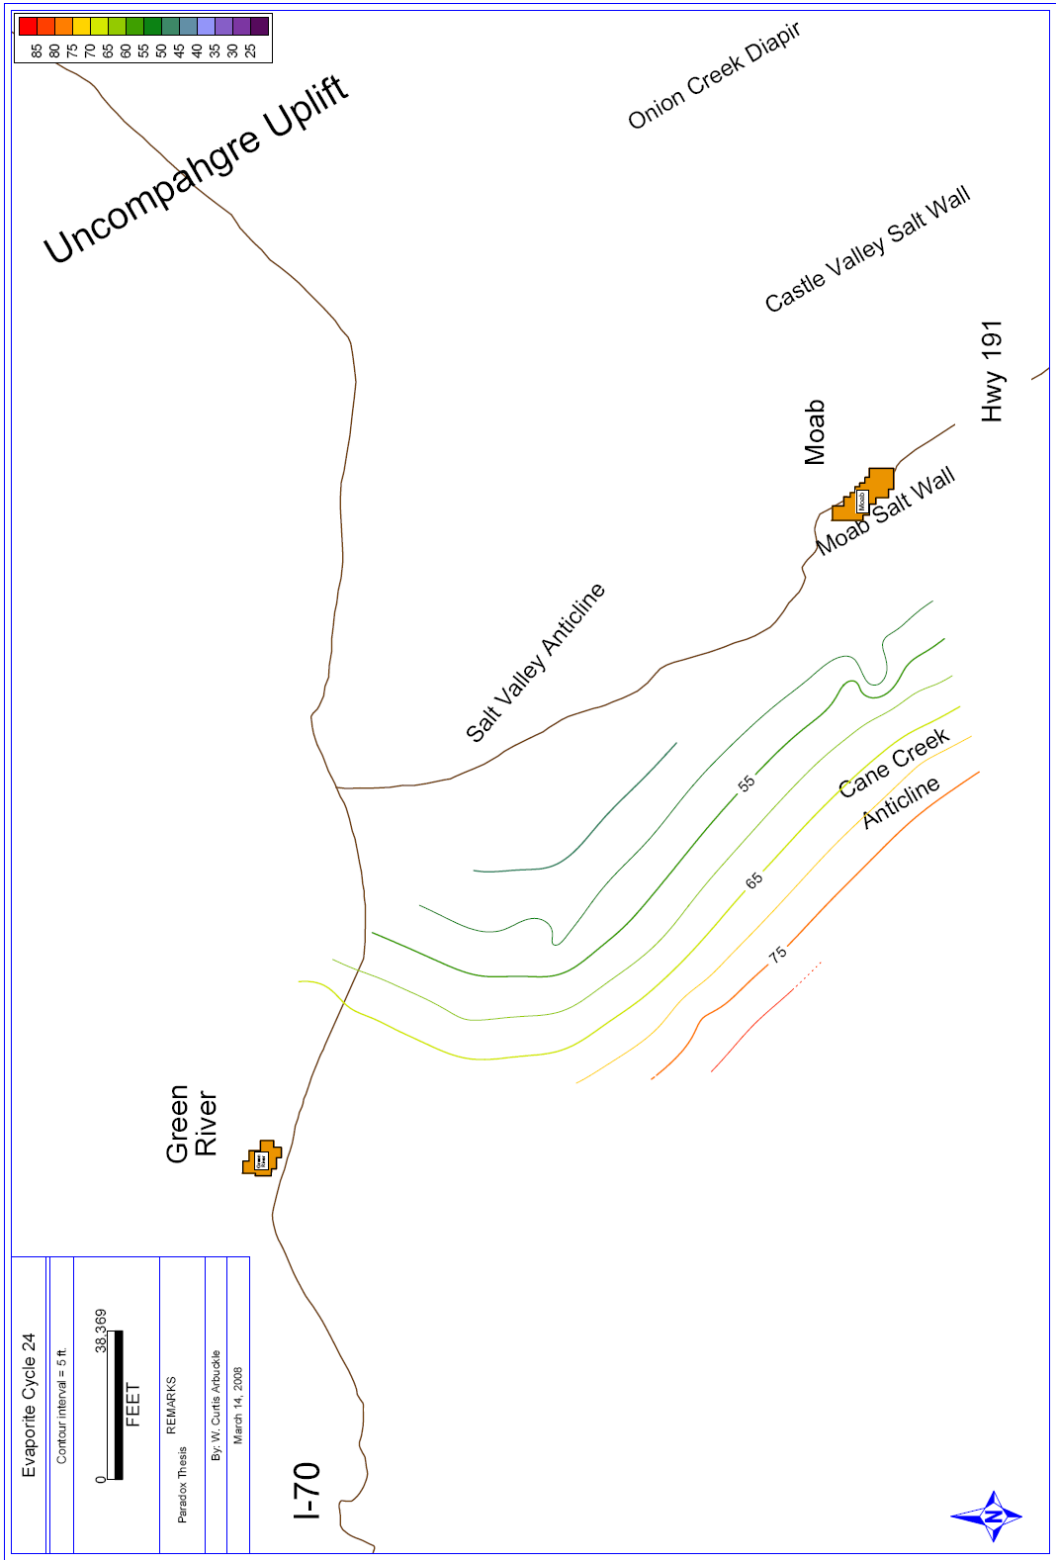 85
80
75
70
65
60
55
50
45
40
35
30
25
Uncompahgre Uplift
Onion Creek Diapir
Castle Valley Salt Wall
Hwy 191
Moab
Moab
Moab Salt Wall
Salt Valley Anticline
55
65
75
Cane Creek
Anticline
Green
River
Green
River
I-70
Evaporite Cycle 24
Contour interval = 5 ft.
0
38,369
FEET
REMARKS
Paradox Thesis
By: W. Curtis Arbuckle
March 14, 2008
N